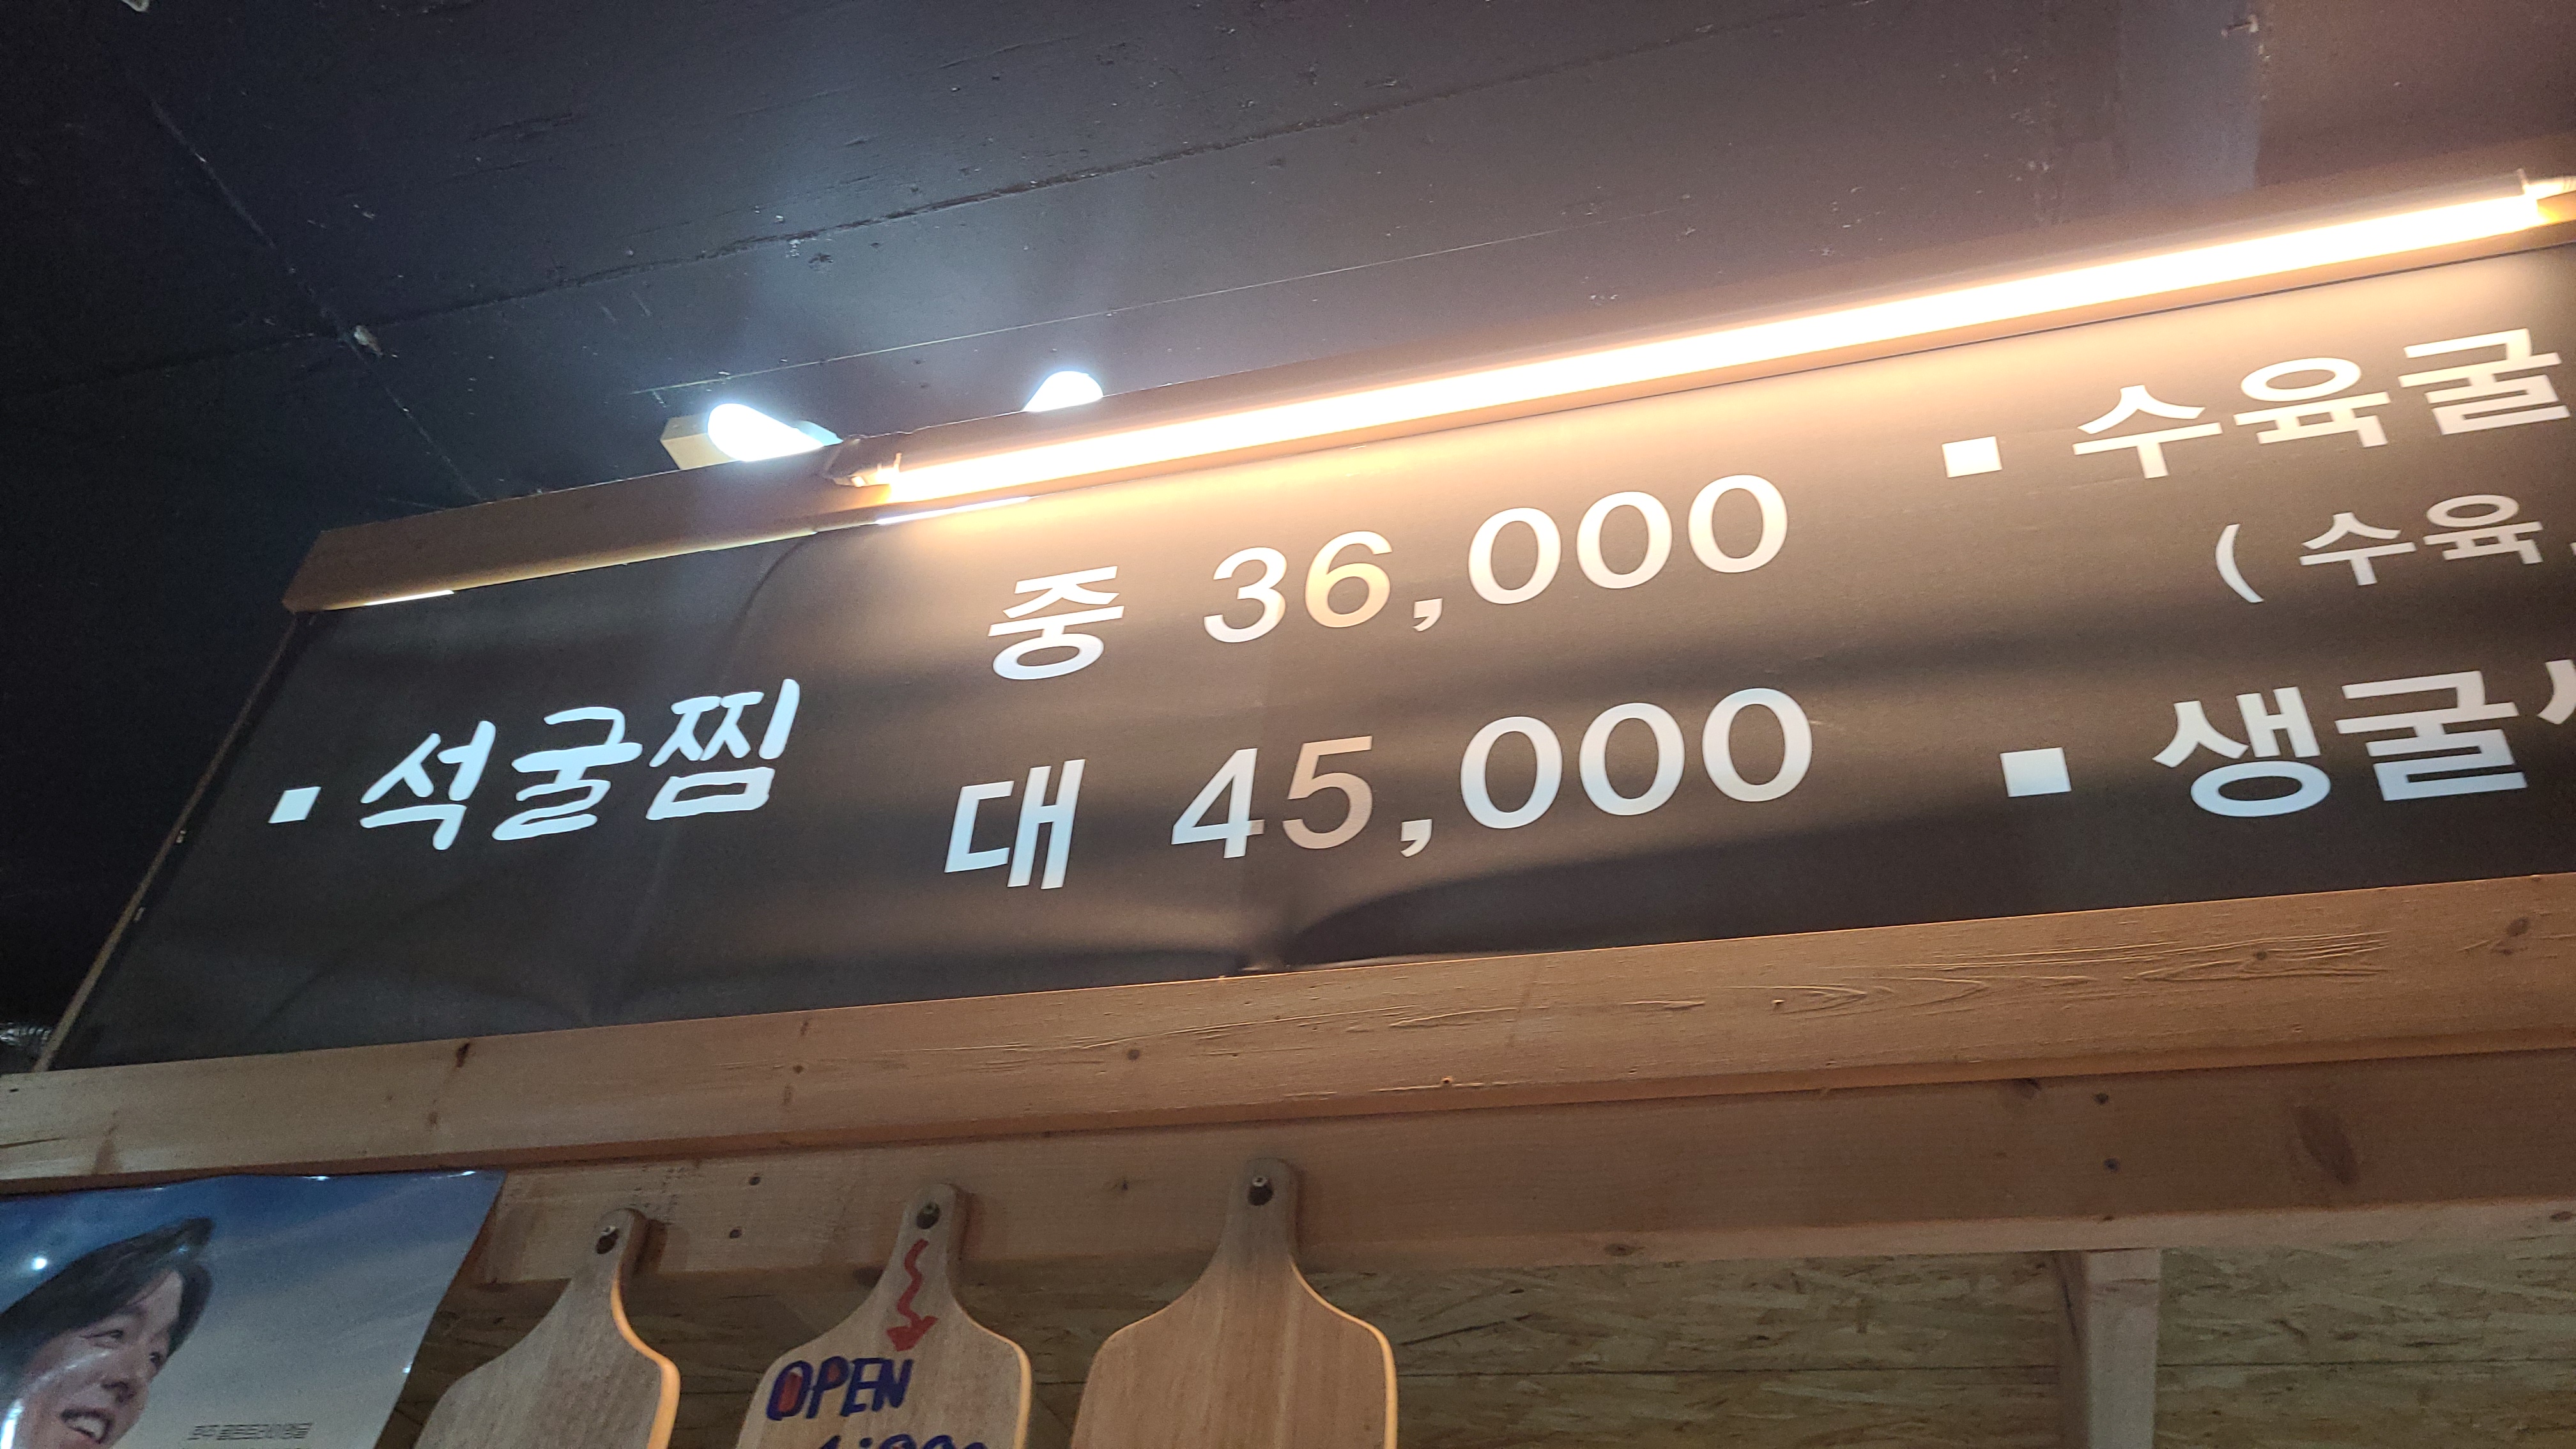 ▪ 석굴찜
중 36,000
대 45,000
▪ 수육굴
( 수육
▪ 생굴
OPEN